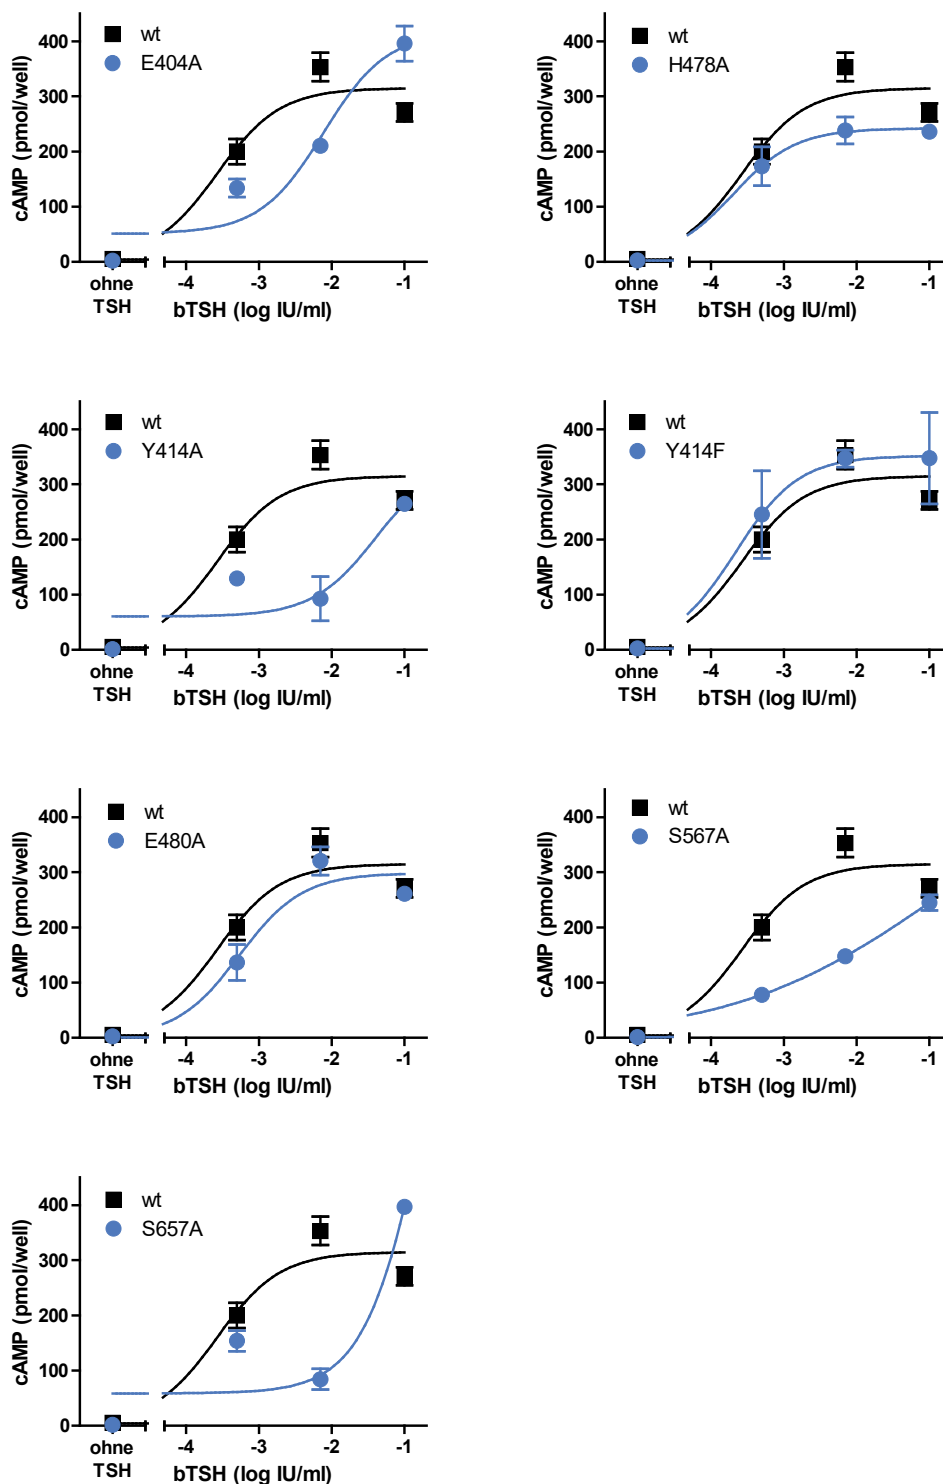 wt
E404A
cAMP (pmol/well)
400
300
200
100
0
ohne
TSH
-4
-3
-2
-1
bTSH (log IU/ml)
wt
H478A
cAMP (pmol/well)
400
300
200
100
0
ohne
TSH
-4
-3
-2
-1
bTSH (log IU/ml)
wt
Y414A
cAMP (pmol/well)
400
300
200
100
0
ohne
TSH
-4
-3
-2
-1
bTSH (log IU/ml)
wt
Y414F
cAMP (pmol/well)
400
300
200
100
0
ohne
TSH
-4
-3
-2
-1
bTSH (log IU/ml)
wt
E480A
cAMP (pmol/well)
400
300
200
100
0
ohne
TSH
-4
-3
-2
-1
bTSH (log IU/ml)
wt
S567A
cAMP (pmol/well)
400
300
200
100
0
ohne
TSH
-4
-3
-2
-1
bTSH (log IU/ml)
wt
S657A
cAMP (pmol/well)
400
300
200
100
0
ohne
TSH
-4
-3
-2
-1
bTSH (log IU/ml)